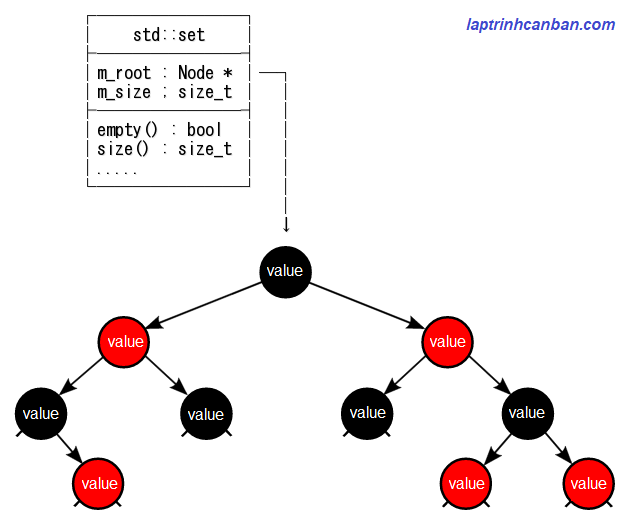 laptrinhcanban.com
std::set
m_root : Node *
m_size ; size_t
empty() : bool
size() : size_t
.....
value
value
value
value
value
value
value
value
value
value